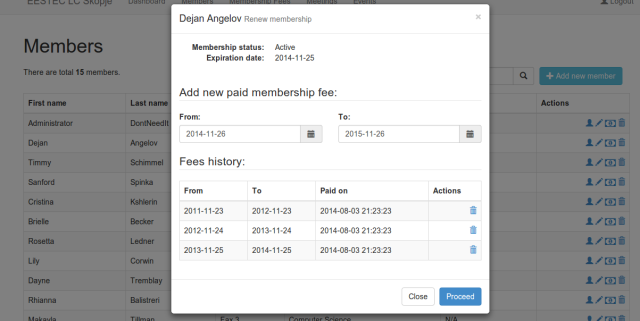 EESTEC LC Skopje Dashboard Members Membership Fees Meetings Events Logout
Members
There are total 15 members.
Add new member
First name Last name Actions
Administrator DontNeedIt
Dejan Angelov
Timmy Schimmel
Sanford Spinka
Cristina Kshlerin
Brielle Becker
Rosetta Ledner
Lily Corwin
Dayne Tremblay
Rhianna Balistreri
Makayla Tillman Fax 3 Computer Science N/A
Dejan Angelov Renew membership ×
Membership status: Active
Expiration date: 2014-11-25
Add new paid membership fee:
From: To:
2014-11-26 2015-11-26
Fees history:
From To Paid on Actions
2011-11-23 2012-11-23 2014-08-03 21:23:23
2012-11-24 2013-11-24 2014-08-03 21:23:23
2013-11-25 2014-11-25 2014-08-03 21:23:23
Close Proceed